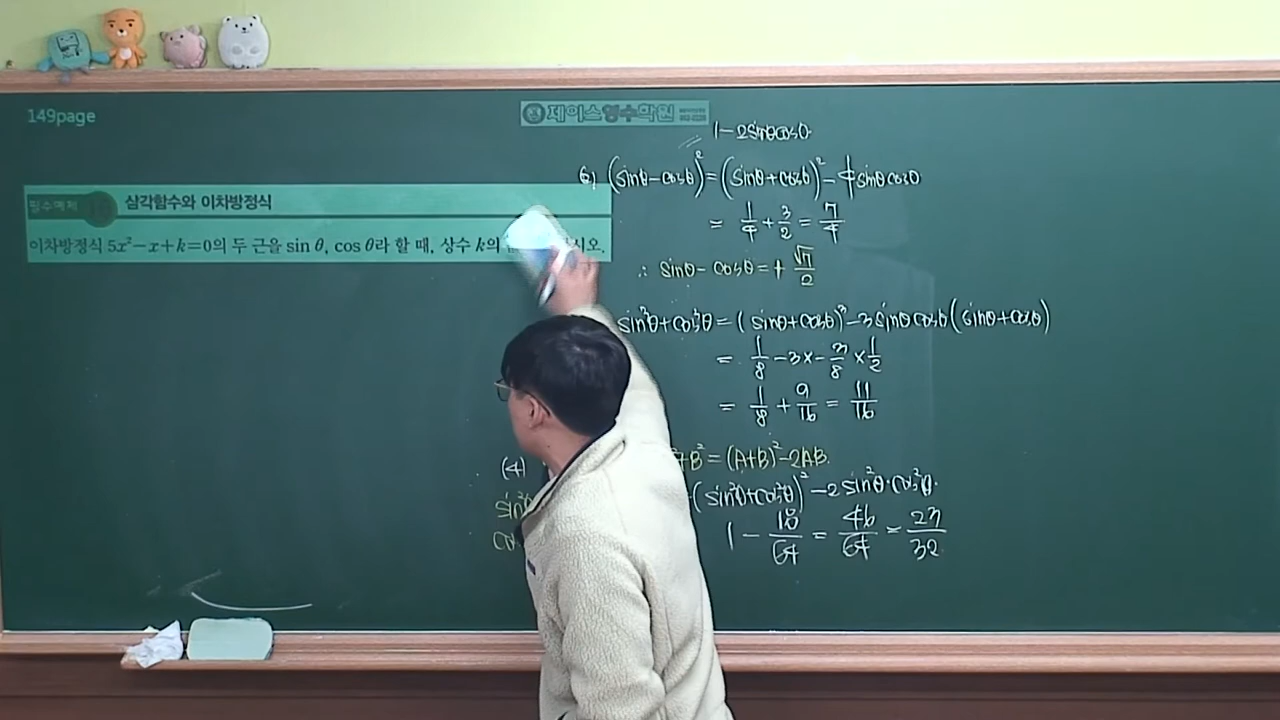 149page
제이스영수학원
필수예제
삼각함수와 이차방정식
이차방정식 5x²-x+k=0의 두 근을 sin θ, cos θ라 할 때, 상수 k의 시오.
1-2sinθcosθ
(sinθ-cosθ)²=(sinθ+cosθ)²-4sinθcosθ
= 1/4 + 3/2 = 7/4
∴ sinθ-cosθ=+ √7/2
sin³θ+cos³θ=(sinθ+cosθ)³-3sinθcosθ(sinθ+cosθ)
= 1/8 -3×-3/8 ×1/2
= 1/8 + 9/16 = 11/16
(4) +B²=(A+B)²-2AB
sin²θ (sin²θ+cos²θ)²-2sin²θ·cos²θ
1 - 18/64 = 46/64 = 23/32